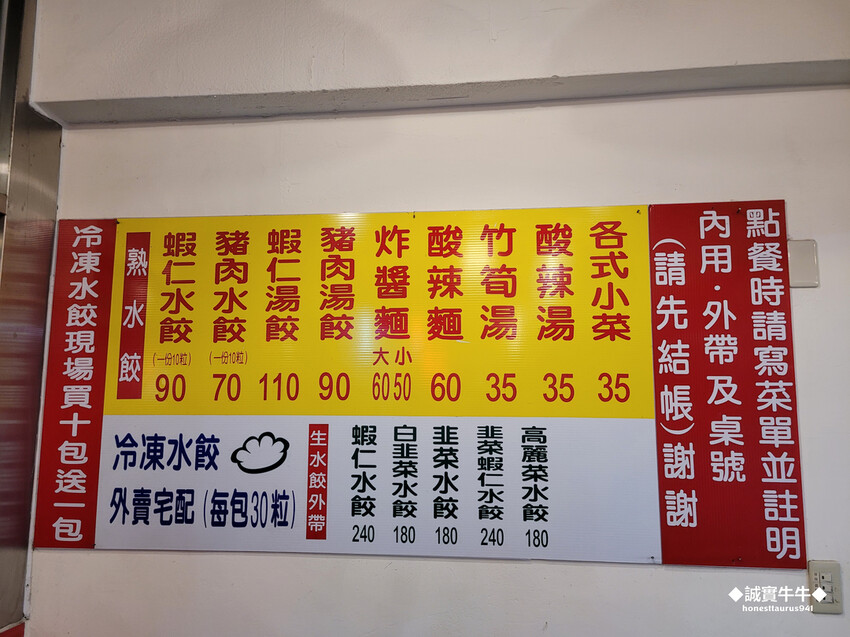 冷凍水餃現場買十包送一包
熟水餃
蝦仁水餃
(一份10粒)
90
豬肉水餃
(一份10粒)
70
蝦仁湯餃
110
豬肉湯餃
90
炸醬麵
大 小
60 50
酸辣麵
60
竹筍湯
35
酸辣湯
35
各式小菜
35
冷凍水餃
外賣宅配(每包30粒)
生水餃外帶
蝦仁水餃
240
白韭菜水餃
180
韭菜水餃
180
韭菜蝦仁水餃
240
高麗菜水餃
180
點餐時請寫菜單並註明
內用·外帶及桌號
(請先結帳)謝謝
◆誠實牛牛◆
honesttaurus941